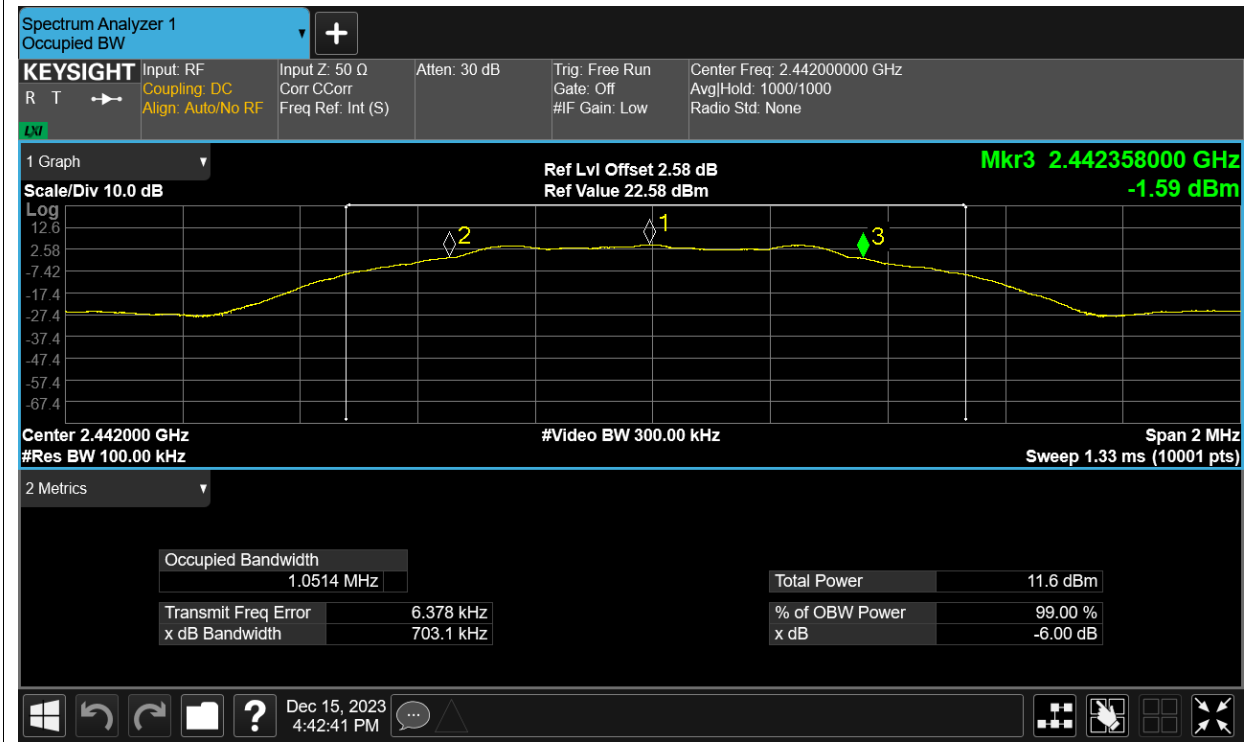 Spectrum Analyzer 1
Occupied BW
KEYSIGHT
R T
LXI
Input: RF
Coupling: DC
Align: Auto/No RF
Input Z: 50 Ω
Corr CCorr
Freq Ref: Int (S)
Atten: 30 dB
Trig: Free Run
Gate: Off
#IF Gain: Low
Center Freq: 2.442000000 GHz
Avg|Hold: 1000/1000
Radio Std: None
1 Graph
Scale/Div 10.0 dB
Ref Lvl Offset 2.58 dB
Ref Value 22.58 dBm
Mkr3 2.442358000 GHz
-1.59 dBm
Log
12.6
2.58
-7.42
-17.4
-27.4
-37.4
-47.4
-57.4
-67.4
2
1
3
Center 2.442000 GHz
#Res BW 100.00 kHz
#Video BW 300.00 kHz
Span 2 MHz
Sweep 1.33 ms (10001 pts)
2 Metrics
Occupied Bandwidth
1.0514 MHz
Transmit Freq Error 6.378 kHz
x dB Bandwidth 703.1 kHz
Total Power 11.6 dBm
% of OBW Power 99.00 %
x dB -6.00 dB
?
Dec 15, 2023
4:42:41 PM